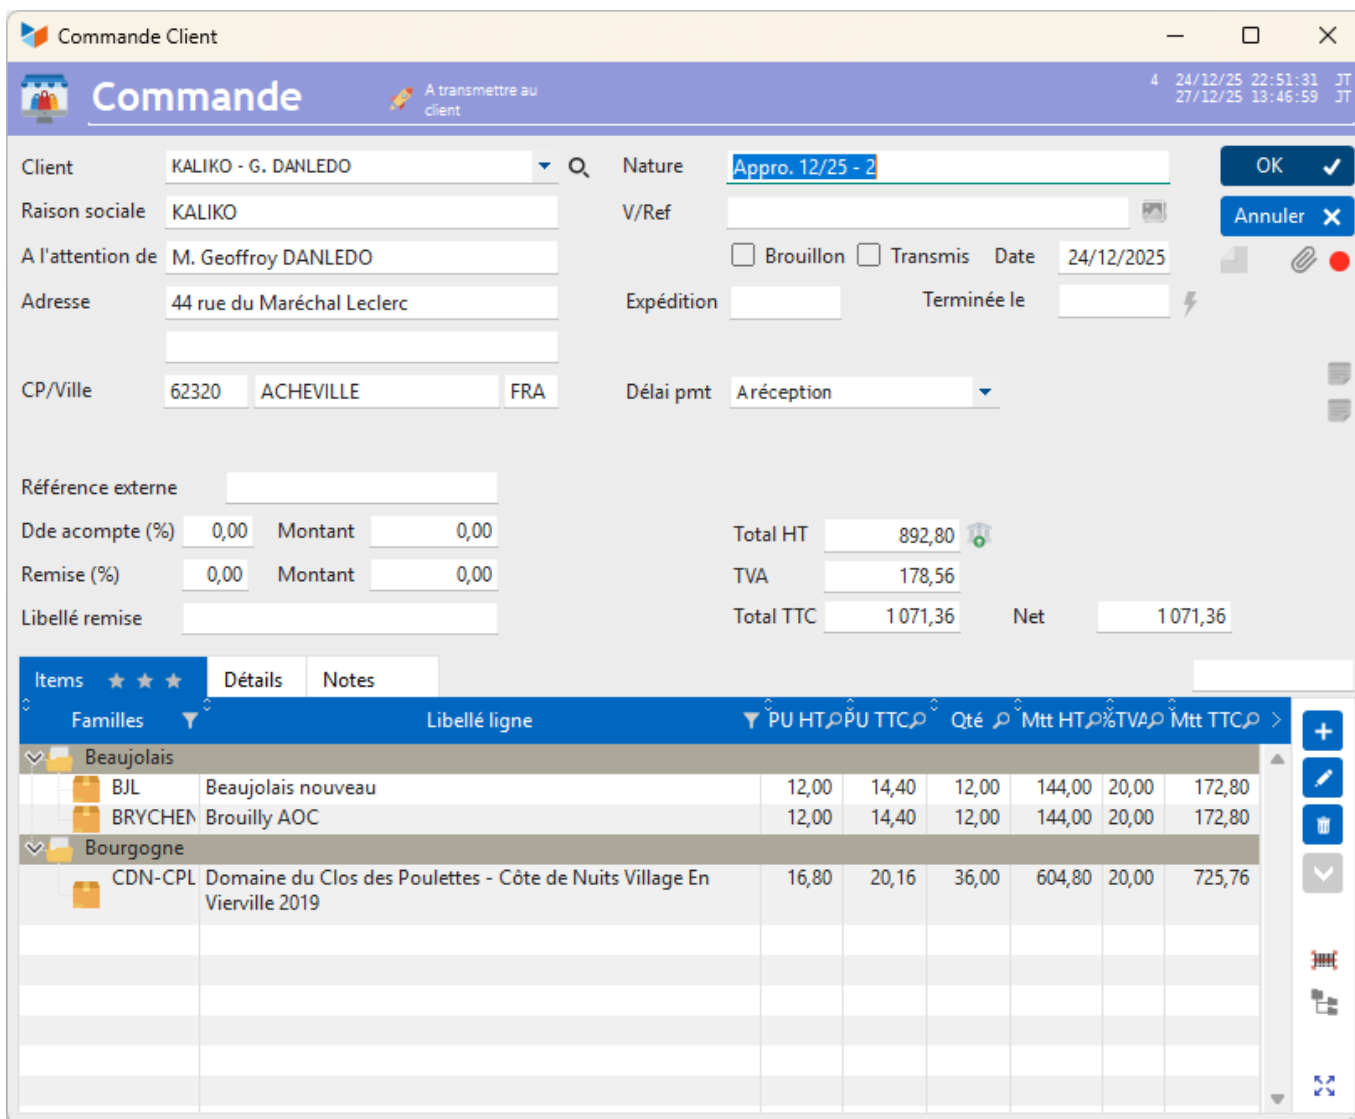 Commande Client
Commande
A transmettre au
client
4 24/12/25 22:51:31 JT
27/12/25 13:46:59 JT
Client KALIKO - G. DANLEDO Nature Appro. 12/25 - 2 OK
Raison sociale KALIKO V/Ref Annuler
A l'attention de M. Geoffroy DANLEDO Brouillon Transmis Date 24/12/2025
Adresse 44 rue du Maréchal Leclerc Expédition Terminée le
CP/Ville 62320 ACHEVILLE FRA Délai pmt A réception
Référence externe
Dde acompte (%) 0,00 Montant 0,00 Total HT 892,80
Remise (%) 0,00 Montant 0,00 TVA 178,56
Libellé remise Total TTC 1 071,36 Net 1 071,36
Items Détails Notes
Familles Libellé ligne PU HT PU TTC Qté Mtt HT %TVA Mtt TTC
Beaujolais
BJL Beaujolais nouveau 12,00 14,40 12,00 144,00 20,00 172,80
BRYCHEN Brouilly AOC 12,00 14,40 12,00 144,00 20,00 172,80
Bourgogne
CDN-CPL Domaine du Clos des Poulettes - Côte de Nuits Village En 16,80 20,16 36,00 604,80 20,00 725,76
Vierville 2019